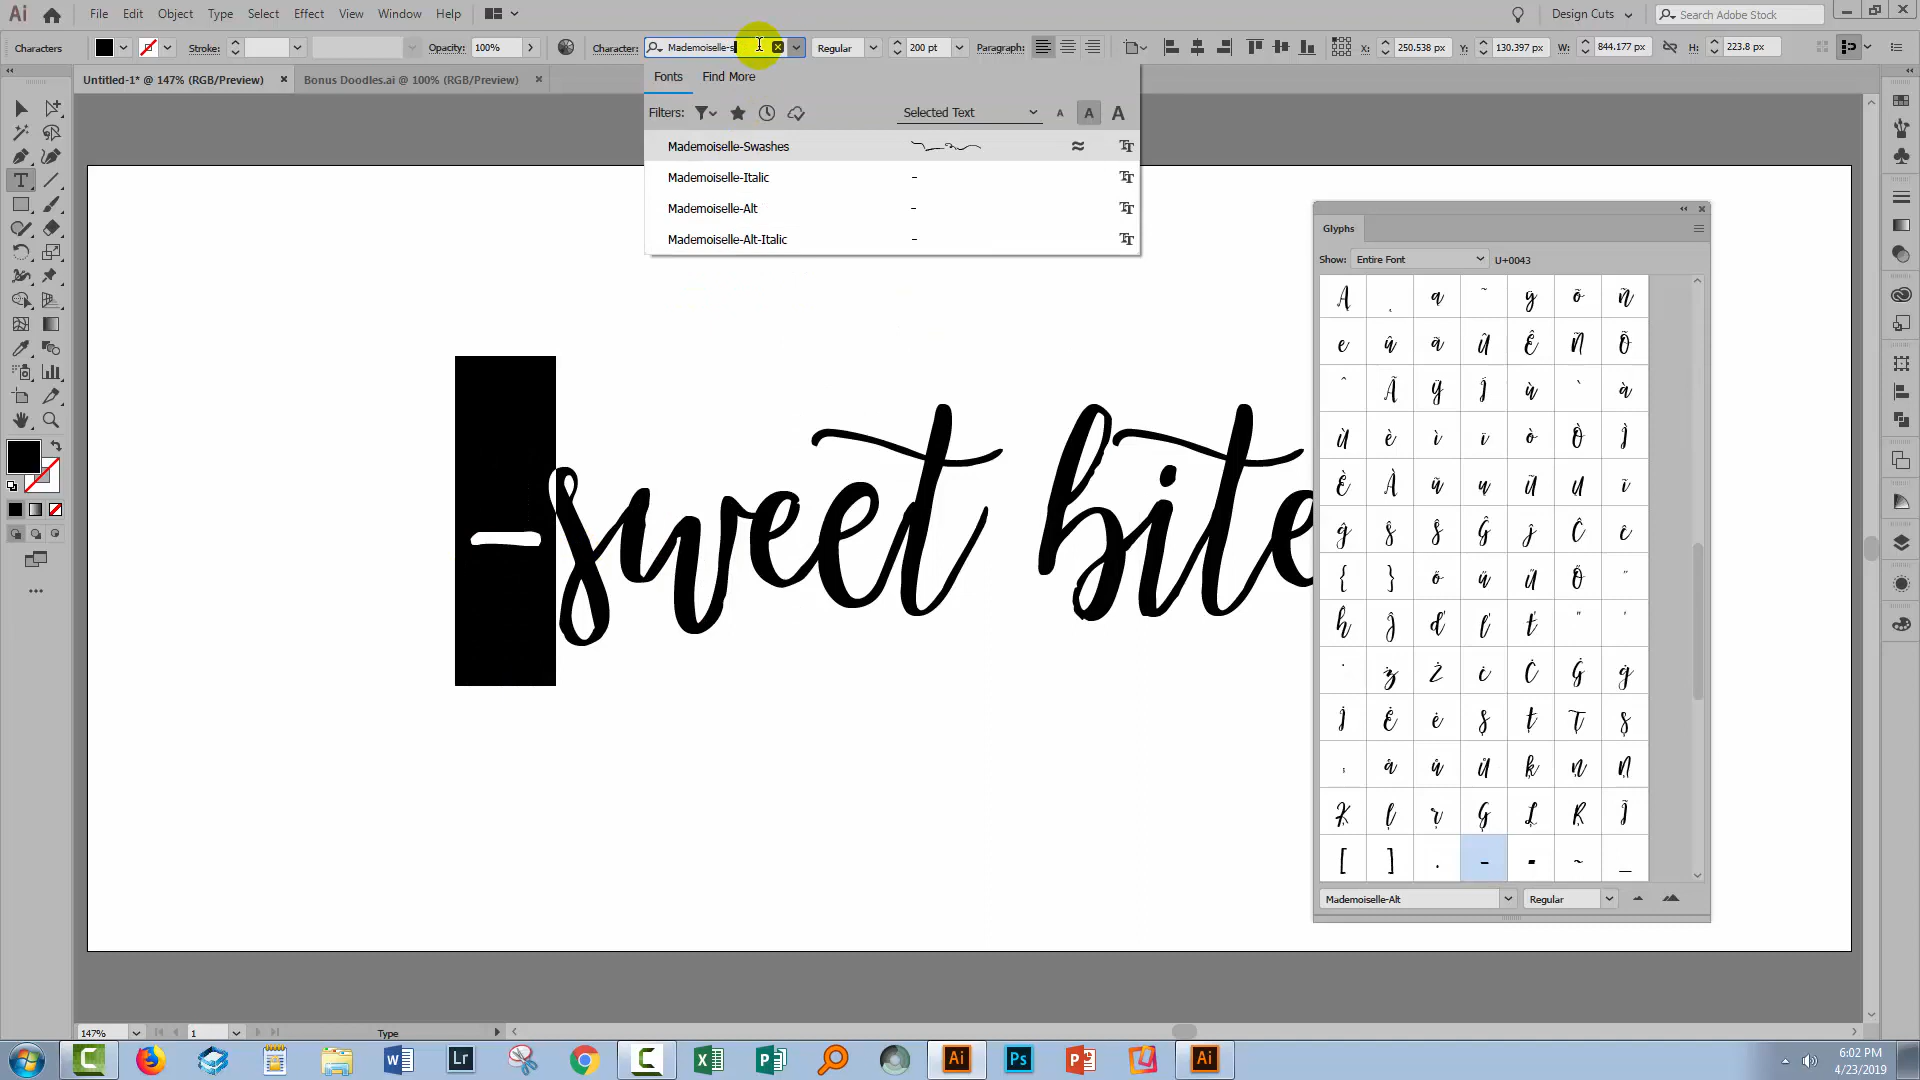 Ai File Edit Object Type Select Effect View Window Help Design Cuts Search Adobe Stock
Characters Stroke: Opacity: 100% Character: Mademoiselle-s Regular 200 pt Paragraph: X: 250.538 px Y: 130.397 px W: 844.177 px H: 223.8 px
Untitled-1* @ 147% (RGB/Preview) × Bonus Doodles.ai @ 100% (RGB/Preview) ×
Fonts Find More
Filters: Selected Text A A A
Mademoiselle-Swashes
Mademoiselle-Italic -
Mademoiselle-Alt -
Mademoiselle-Alt-Italic -
Glyphs
Show: Entire Font U+0043
Ą ˛ a ˜ g õ ñ
e û ã Û Ê Ñ Õ
ˆ Ã Ŷ Ĵ ù ` à
Ù è ì ī ò Ò Ì
È À ũ u Ũ U ĩ
ĝ ŝ Ŝ Ĝ ĵ Ĉ ĉ
{ } ő ű Ű Ő ˝
ĥ Ĵ ď ľ ť " '
˙ ż Ż ċ Ċ Ġ ġ
İ Ė ė Ș ț Ț Ş
å ů Ů ķ ņ Ņ
Ķ ļ ŗ Ģ Ļ Ŗ Ĩ
[ ] . - ~ _
Mademoiselle-Alt Regular
-sweet bite
147% 1 Type
6:02 PM
4/23/2019